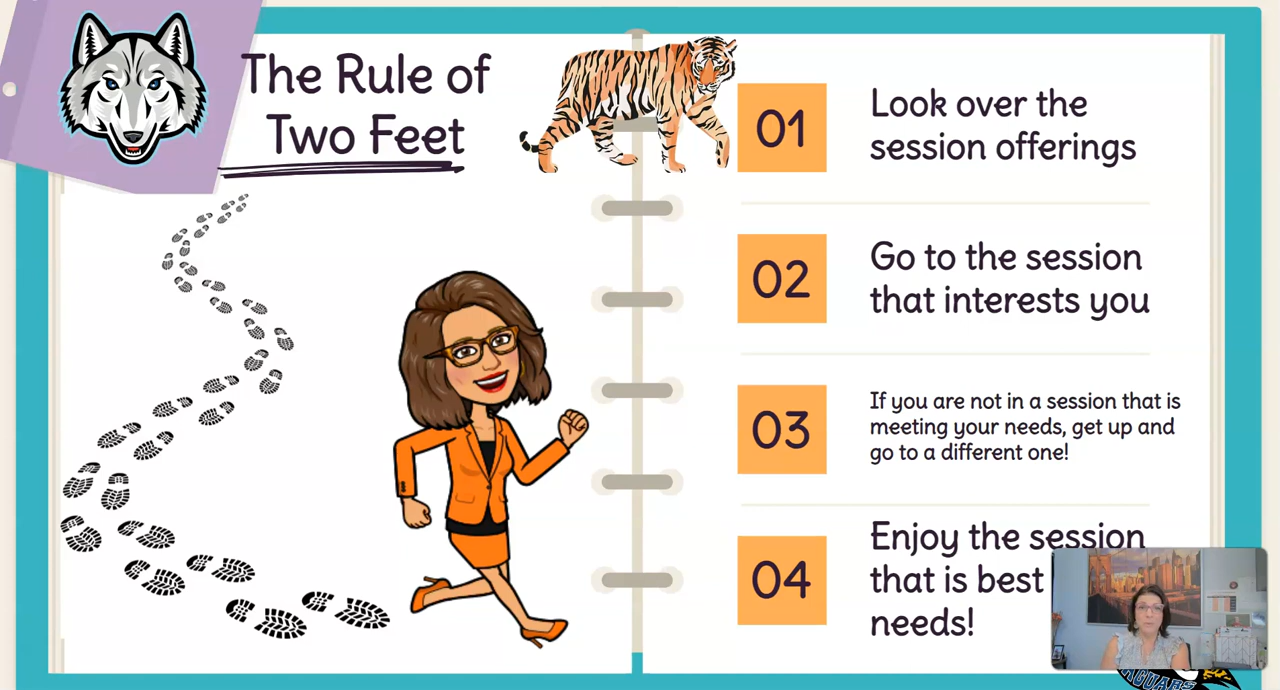 The Rule of
Two Feet
01
Look over the
session offerings
02
Go to the session
that interests you
03
If you are not in a session that is
meeting your needs, get up and
go to a different one!
04
Enjoy the session
that is best
needs!